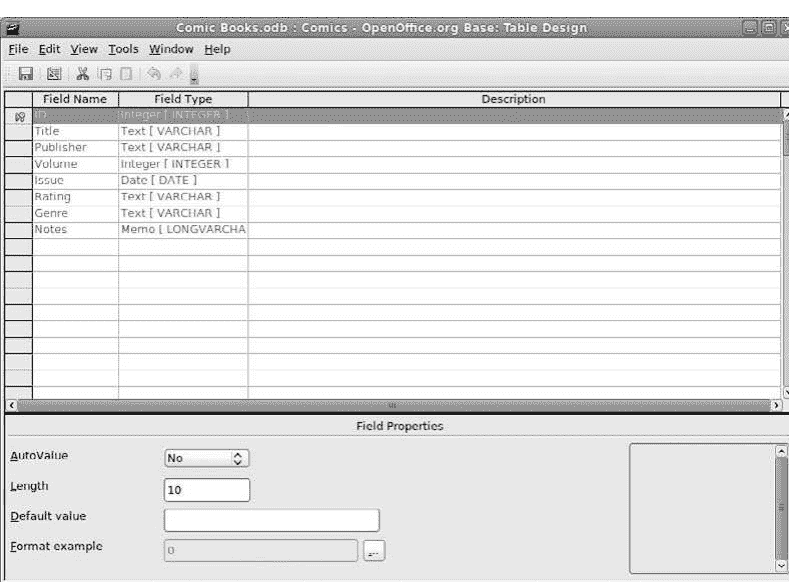 Comic Books.odb : Comics - OpenOffice.org Base: Table Design
File Edit View Tools Window Help
Field Name Field Type Description
ID Integer [ INTEGER ]
Title Text [ VARCHAR ]
Publisher Text [ VARCHAR ]
Volume Integer [ INTEGER ]
Issue Date [ DATE ]
Rating Text [ VARCHAR ]
Genre Text [ VARCHAR ]
Notes Memo [ LONGVARCHA
Field Properties
AutoValue No
Length 10
Default value
Format example 0 ...